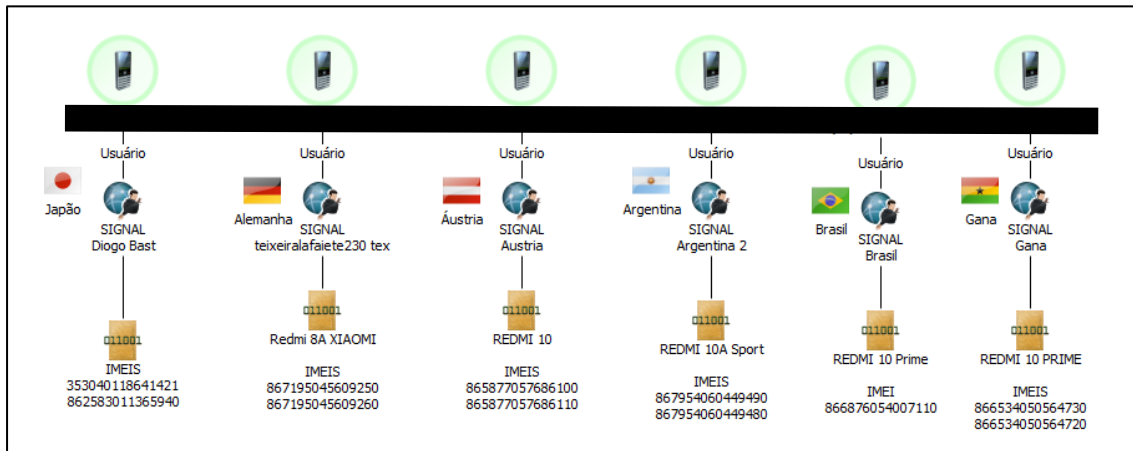 Usuário
Japão
SIGNAL
Diogo Bast
011001
IMEIS
353040118641421
862583011365940
Usuário
Alemanha
SIGNAL
teixeiralafaiete230 tex
011001
Redmi 8A XIAOMI
IMEIS
867195045609250
867195045609260
Usuário
Áustria
SIGNAL
Austria
011001
REDMI 10
IMEIS
865877057686100
865877057686110
Usuário
Argentina
SIGNAL
Argentina 2
011001
REDMI 10A Sport
IMEIS
867954060449490
867954060449480
Usuário
Brasil
SIGNAL
Brasil
011001
REDMI 10 Prime
IMEI
866876054007110
Usuário
Gana
SIGNAL
Gana
011001
REDMI 10 PRIME
IMEIS
866534050564730
866534050564720